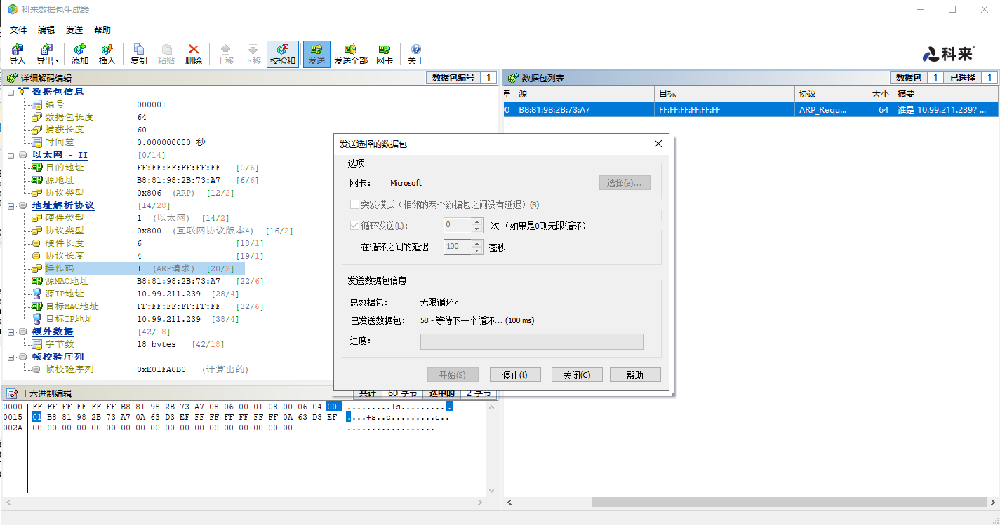 科来数据包生成器
文件 编辑 发送 帮助
导入 导出 添加 插入 复制 粘贴 删除 上移 下移 校验和 发送 发送全部 网卡 关于
科来
详细解码编辑 数据包编号 1
数据包信息
编号 000001
数据包长度 64
捕获长度 60
时间差 0.000000000 秒
以太网 - II [0/14]
目的地址 FF:FF:FF:FF:FF:FF [0/6]
源地址 B8:81:98:2B:73:A7 [6/6]
协议类型 0x806 (ARP) [12/2]
地址解析协议 [14/28]
硬件类型 1 (以太网) [14/2]
协议类型 0x800 (互联网协议版本4) [16/2]
硬件长度 6 [18/1]
协议长度 4 [19/1]
操作码 1 (ARP请求) [20/2]
源MAC地址 B8:81:98:2B:73:A7 [22/6]
源IP地址 10.99.211.239 [28/4]
目标MAC地址 FF:FF:FF:FF:FF:FF [32/6]
目标IP地址 10.99.211.239 [38/4]
额外数据 [42/18]
字节数 18 bytes [42/18]
帧校验序列
帧校验序列 0xE01FA0B0 (计算出的)
数据包列表 数据包 1 已选择 1
差 源 目标 协议 大小 摘要
00 B8:81:98:2B:73:A7 FF:FF:FF:FF:FF:FF ARP_Requ... 64 谁是 10.99.211.239? ...
发送选择的数据包
选项
网卡: Microsoft 选择(e)...
突发模式（相邻的两个数据包之间没有延迟）(B)
循环发送(L): 0 次（如果是0则无限循环）
在循环之间的延迟 100 毫秒
发送数据包信息
总数据包: 无限循环。
已发送数据包: 58 - 等待下一个循环... (100 ms)
进度:
开始(S) 停止(t) 关闭(C) 帮助
十六进制编辑 共计 60 字节 选中的 2 字节
0000 FF FF FF FF FF FF B8 81 98 2B 73 A7 08 06 00 01 08 00 06 04 00 .........+s..........
0015 01 B8 81 98 2B 73 A7 0A 63 D3 EF FF FF FF FF FF FF 0A 63 D3 EF ....+s..c.........c..
002A 00 00 00 00 00 00 00 00 00 00 00 00 00 00 00 00 00 00 ..................